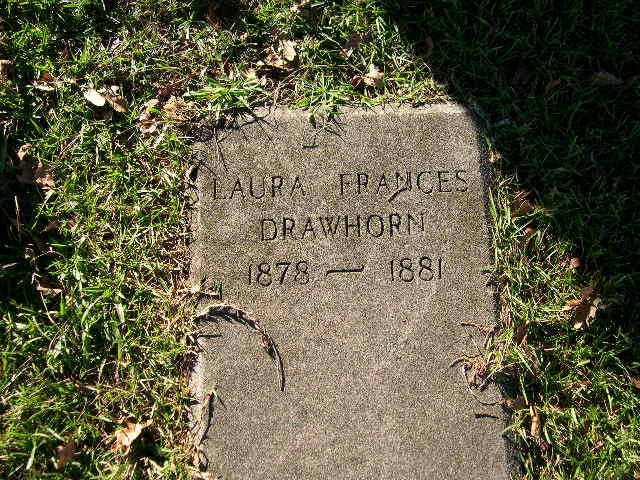 LAURA FRANCES
DRAWHORN
1878 — 1881